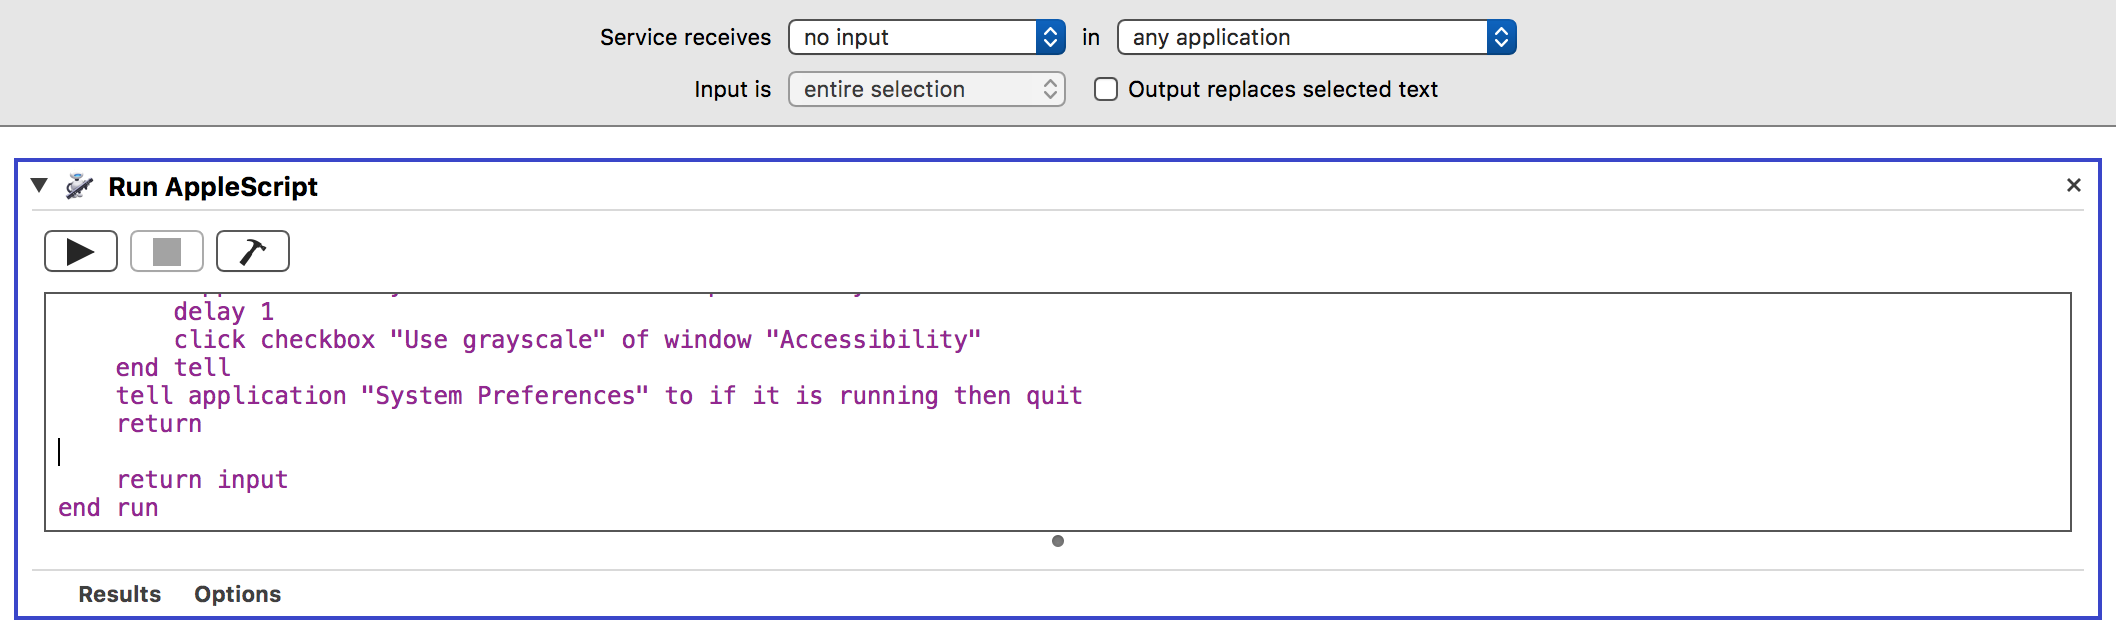 Service receives no input in any application
Input is entire selection Output replaces selected text
Run AppleScript
delay 1
click checkbox "Use grayscale" of window "Accessibility"
end tell
tell application "System Preferences" to if it is running then quit
return
return input
end run
Results Options